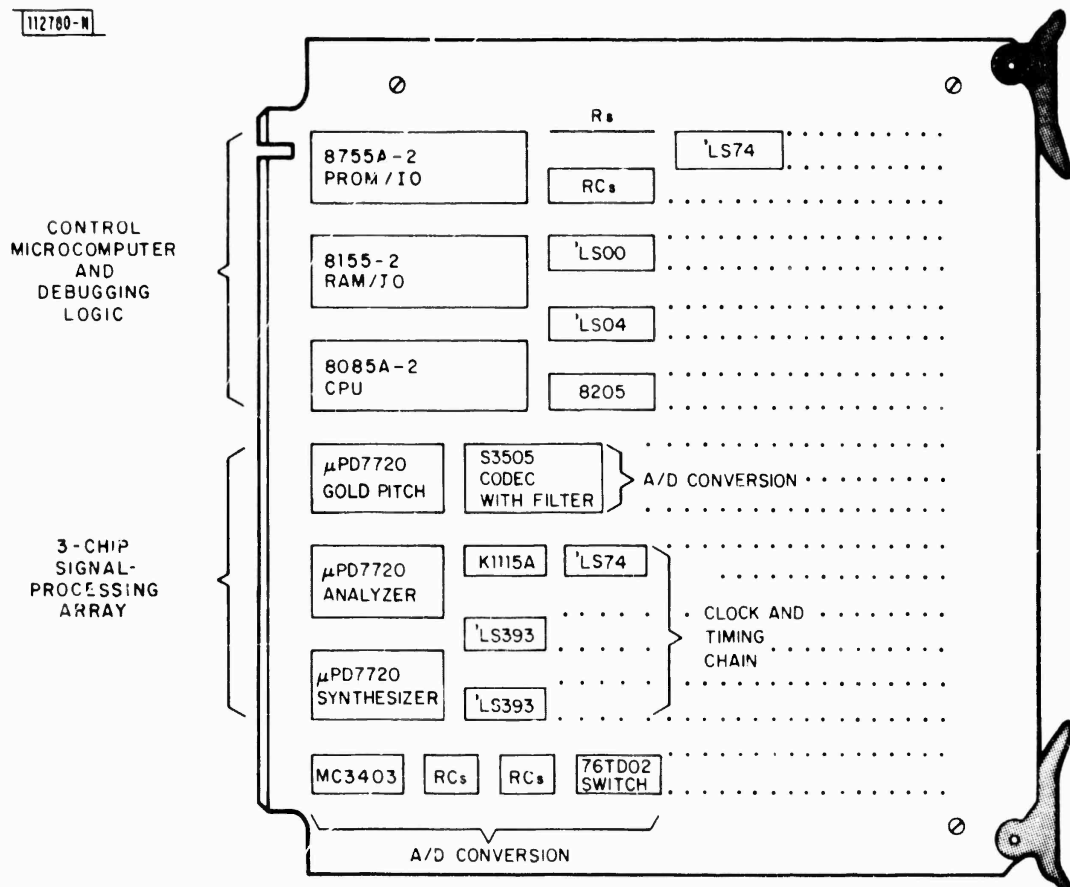 112780-N
Rs
8755A-2
PROM/IO
'LS74
RCs
CONTROL
MICROCOMPUTER
AND
DEBUGGING
LOGIC
8155-2
RAM/IO
'LS00
'LS04
8085A-2
CPU
8205
μPD7720
GOLD PITCH
S3505
CODEC
WITH FILTER
A/D CONVERSION
3-CHIP
SIGNAL-
PROCESSING
ARRAY
μPD7720
ANALYZER
K1115A
'LS74
'LS393
CLOCK AND
TIMING
CHAIN
μPD7720
SYNTHESIZER
'LS393
MC3403
RCs
RCs
76TD02
SWITCH
A/D CONVERSION